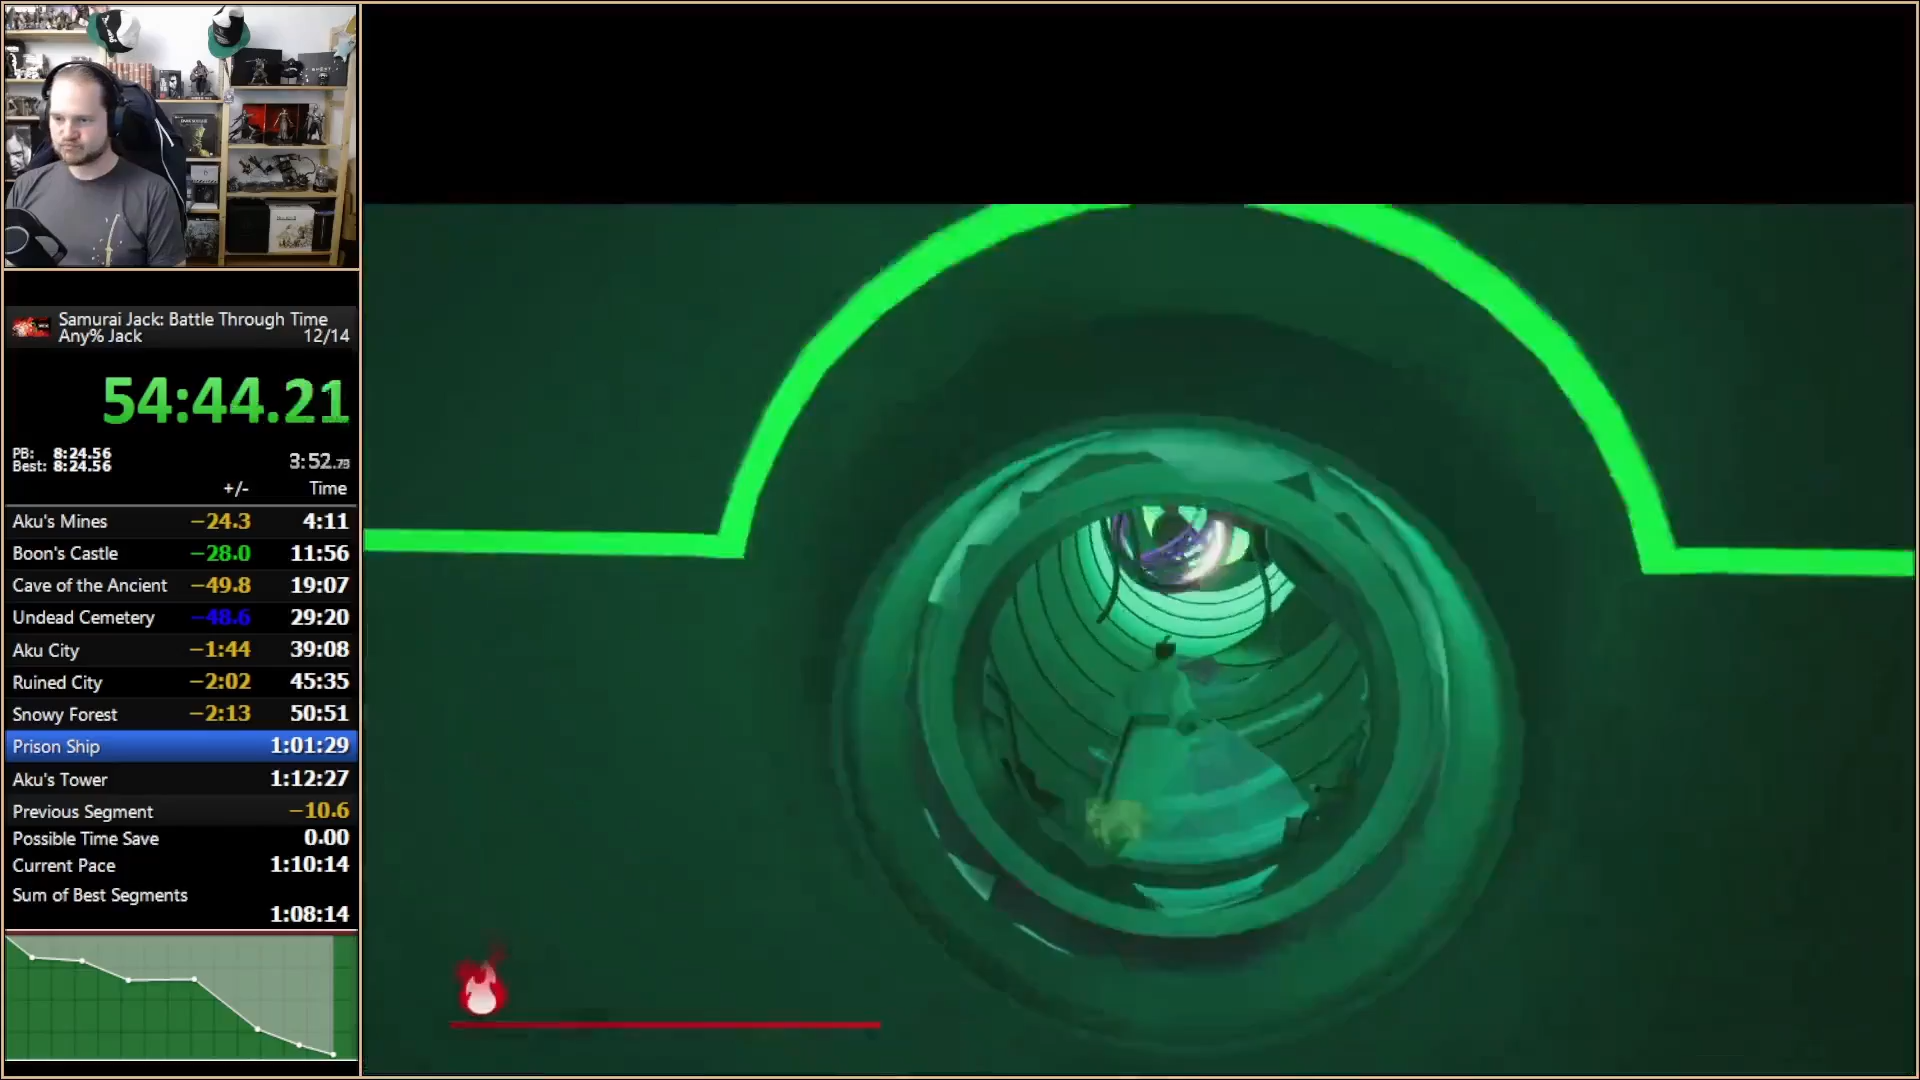 Samurai Jack: Battle Through Time
Any% Jack 12/14
54:44.21
PB: 8:24.56
Best: 8:24.56 3:52.73
+/- Time
Aku's Mines −24.3 4:11
Boon's Castle −28.0 11:56
Cave of the Ancient −49.8 19:07
Undead Cemetery −48.6 29:20
Aku City −1:44 39:08
Ruined City −2:02 45:35
Snowy Forest −2:13 50:51
Prison Ship 1:01:29
Aku's Tower 1:12:27
Previous Segment −10.6
Possible Time Save 0.00
Current Pace 1:10:14
Sum of Best Segments
1:08:14